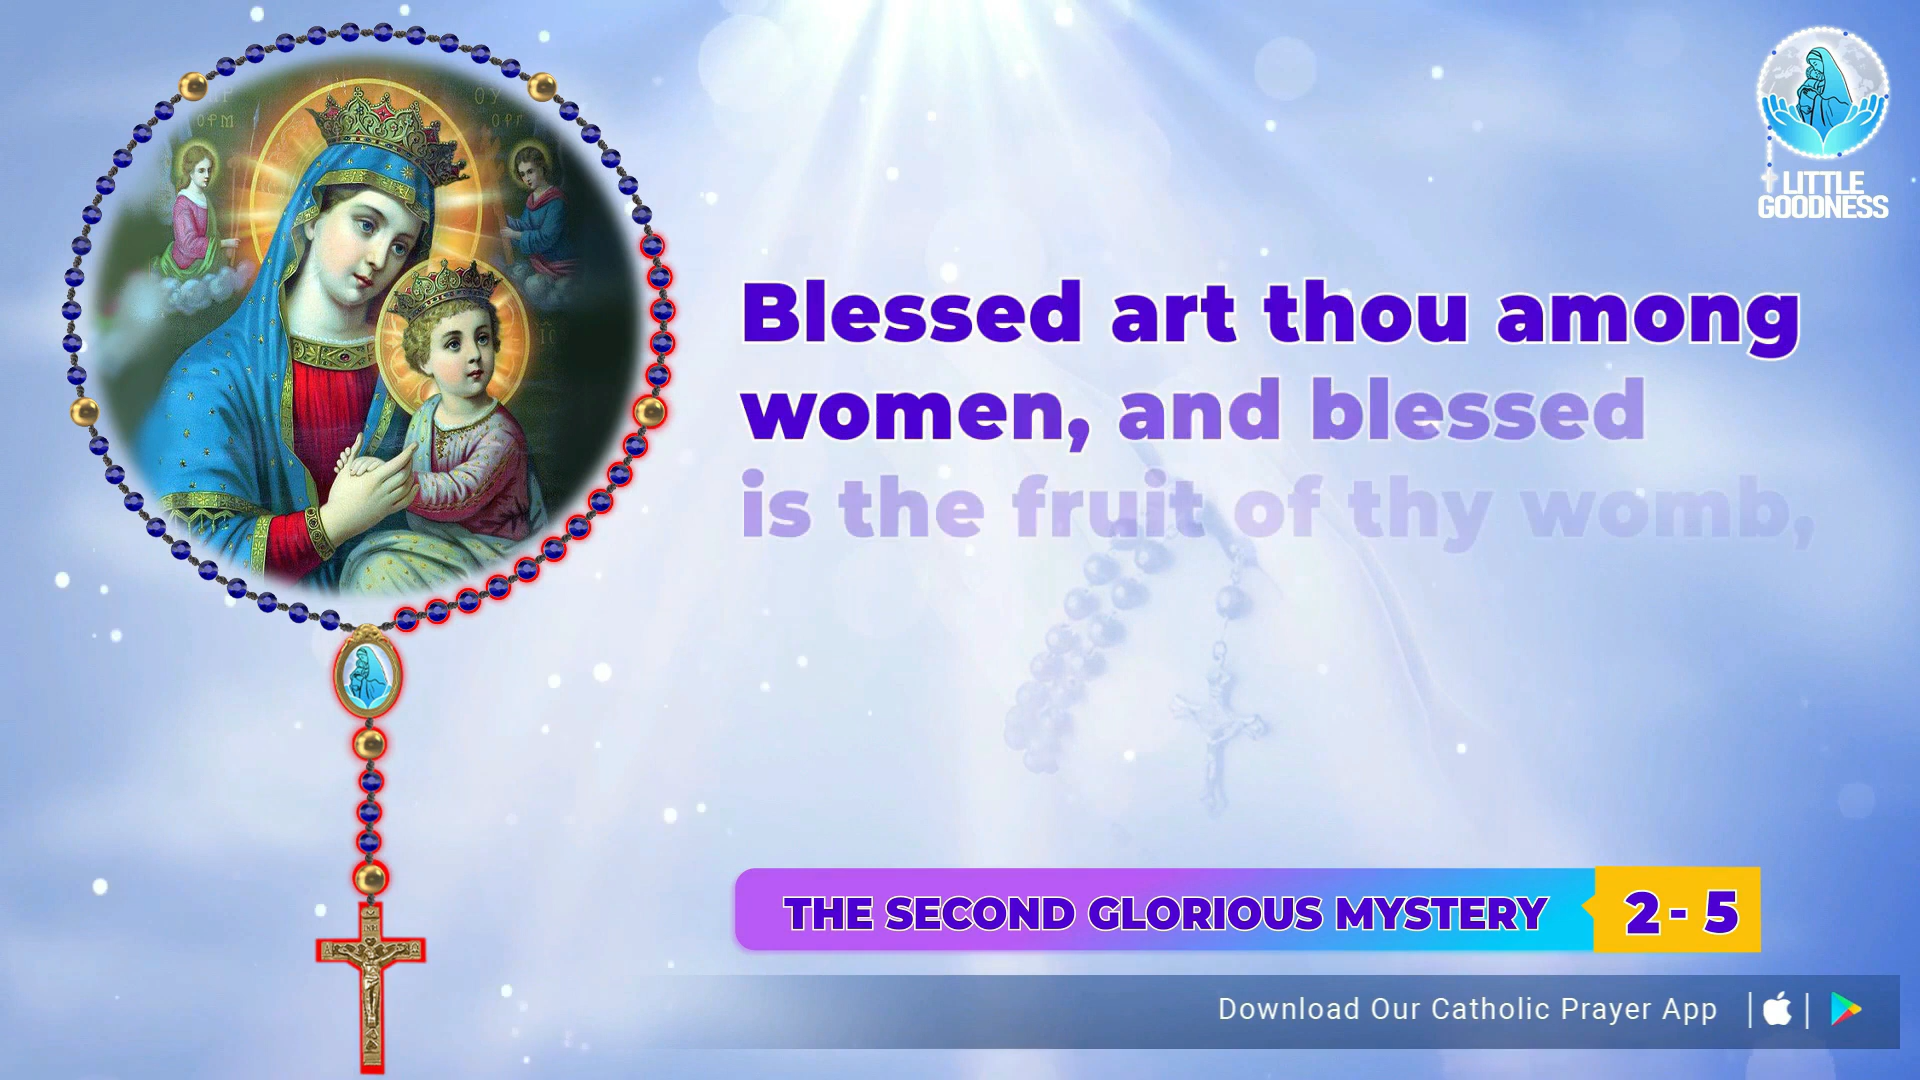 LITTLE
GOODNESS
Blessed art thou among
women, and blessed
is the fruit of thy womb,
THE SECOND GLORIOUS MYSTERY
2 - 5
Download Our Catholic Prayer App